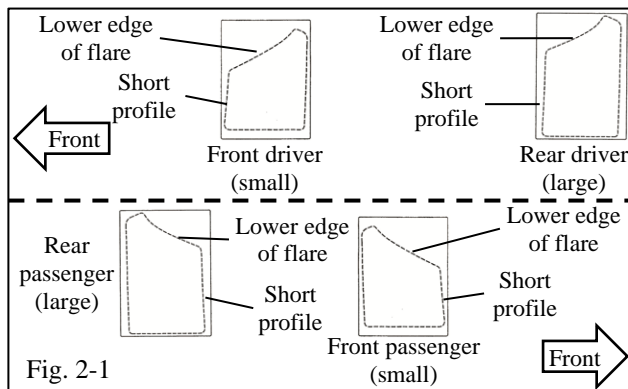 Lower edge
of flare
Short
profile
Front
Front driver
(small)
Lower edge
of flare
Short
profile
Rear driver
(large)
Rear
passenger
(large)
Lower edge
of flare
Short
profile
Lower edge
of flare
Short
profile
Front passenger
(small)
Front
Fig. 2-1